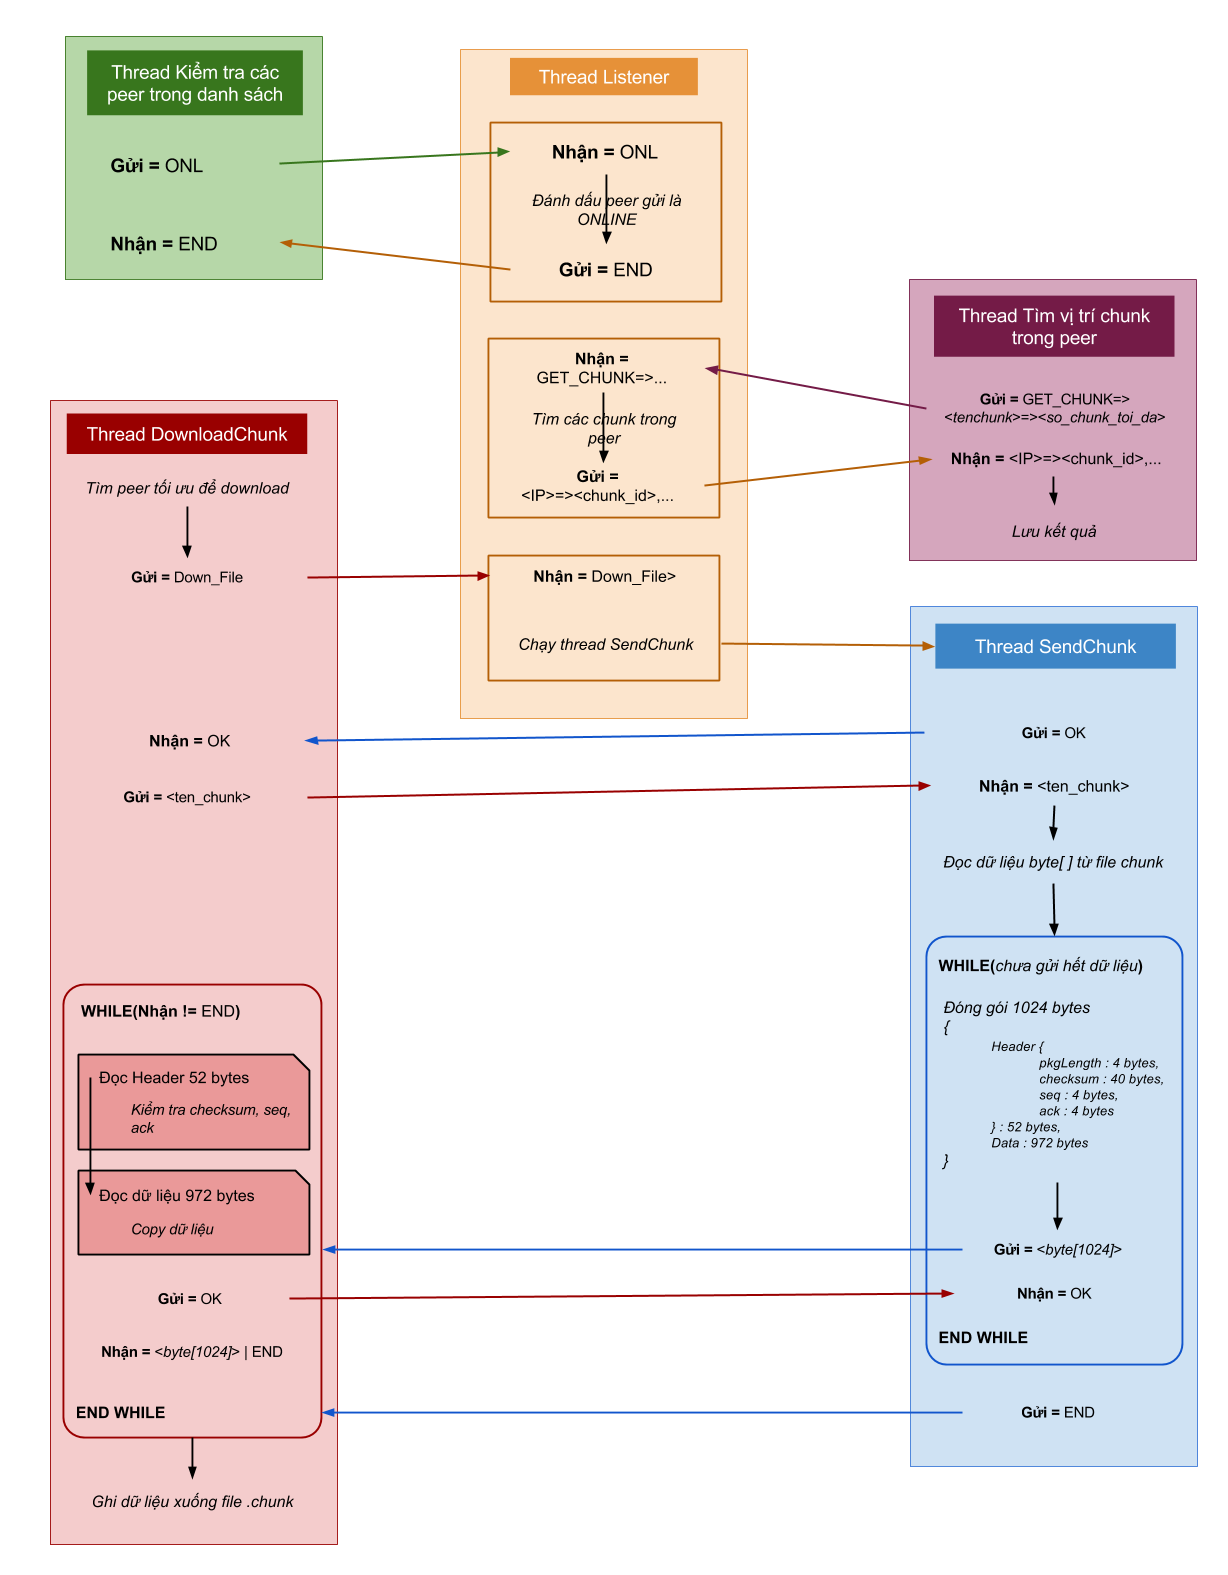 Thread Kiểm tra các
peer trong danh sách
Gửi = ONL
Nhận = END
Thread Listener
Nhận = ONL
Đánh dấu peer gửi là
ONLINE
Gửi = END
Nhận =
GET_CHUNK=>...
Tìm các chunk trong
peer
Gửi =
<IP>=><chunk_id>,...
Nhận = Down_File>
Chạy thread SendChunk
Thread Tìm vị trí chunk
trong peer
Gửi = GET_CHUNK=>
<tenchunk>=><so_chunk_toi_da>
Nhận = <IP>=><chunk_id>,...
Lưu kết quả
Thread DownloadChunk
Tìm peer tối ưu để download
Gửi = Down_File
Nhận = OK
Gửi = <ten_chunk>
WHILE(Nhận != END)
Đọc Header 52 bytes
Kiểm tra checksum, seq,
ack
Đọc dữ liệu 972 bytes
Copy dữ liệu
Gửi = OK
Nhận = <byte[1024]> | END
END WHILE
Ghi dữ liệu xuống file .chunk
Thread SendChunk
Gửi = OK
Nhận = <ten_chunk>
Đọc dữ liệu byte[ ] từ file chunk
WHILE(chưa gửi hết dữ liệu)
Đóng gói 1024 bytes
{
Header {
pkgLength : 4 bytes,
checksum : 40 bytes,
seq : 4 bytes,
ack : 4 bytes
} : 52 bytes,
Data : 972 bytes
}
Gửi = <byte[1024]>
Nhận = OK
END WHILE
Gửi = END